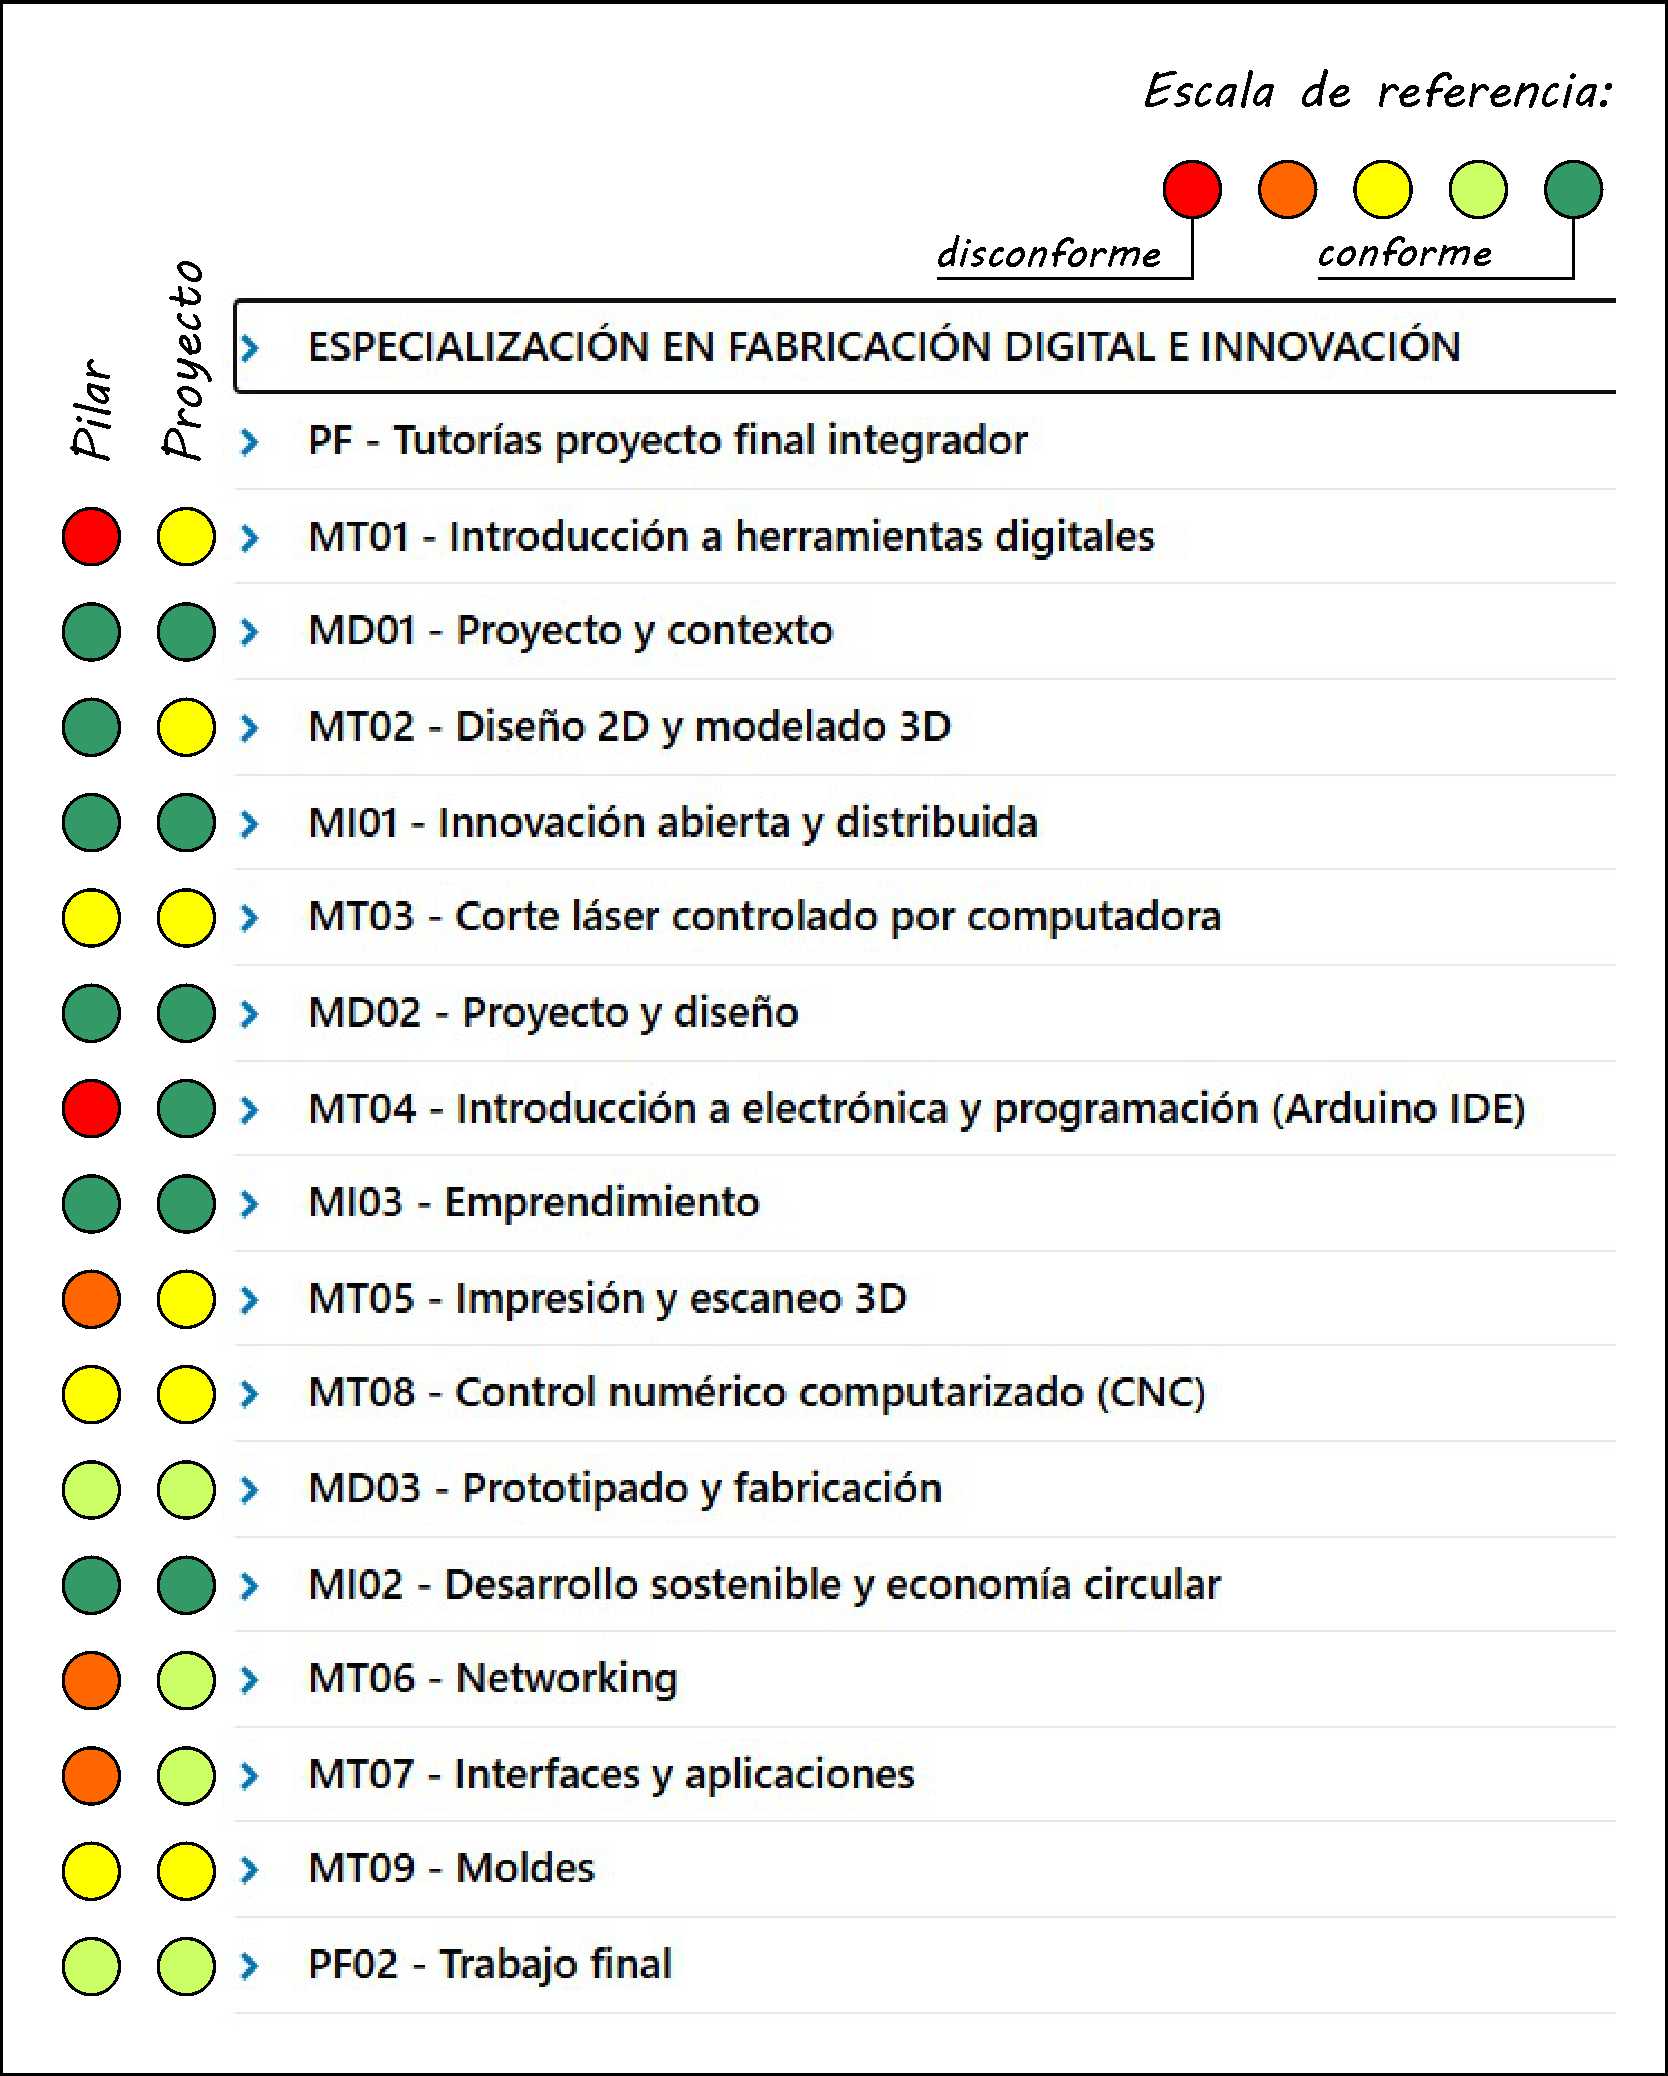 Escala de referencia:
disconforme
conforme
Pilar
Proyecto
ESPECIALIZACIÓN EN FABRICACIÓN DIGITAL E INNOVACIÓN
PF - Tutorías proyecto final integrador
MT01 - Introducción a herramientas digitales
MD01 - Proyecto y contexto
MT02 - Diseño 2D y modelado 3D
MI01 - Innovación abierta y distribuida
MT03 - Corte láser controlado por computadora
MD02 - Proyecto y diseño
MT04 - Introducción a electrónica y programación (Arduino IDE)
MI03 - Emprendimiento
MT05 - Impresión y escaneo 3D
MT08 - Control numérico computarizado (CNC)
MD03 - Prototipado y fabricación
MI02 - Desarrollo sostenible y economía circular
MT06 - Networking
MT07 - Interfaces y aplicaciones
MT09 - Moldes
PF02 - Trabajo final